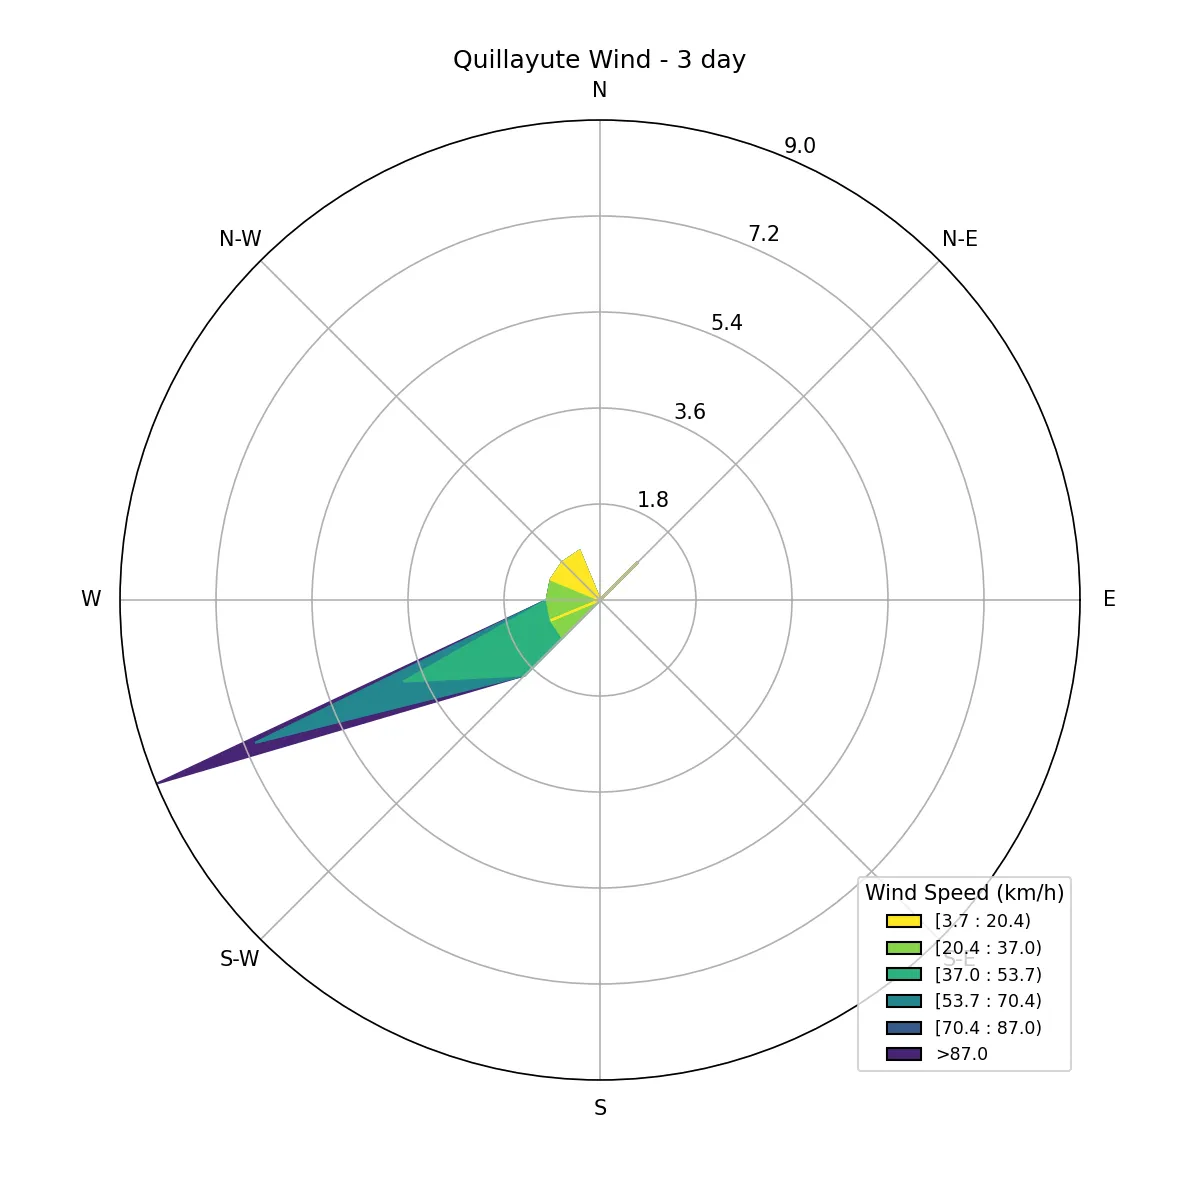 Quillayute Wind - 3 day
N
9.0
N-W
N-E
7.2
5.4
3.6
1.8
W
E
S-W
S-E
S
Wind Speed (km/h)
[3.7 : 20.4)
[20.4 : 37.0)
[37.0 : 53.7)
[53.7 : 70.4)
[70.4 : 87.0)
>87.0